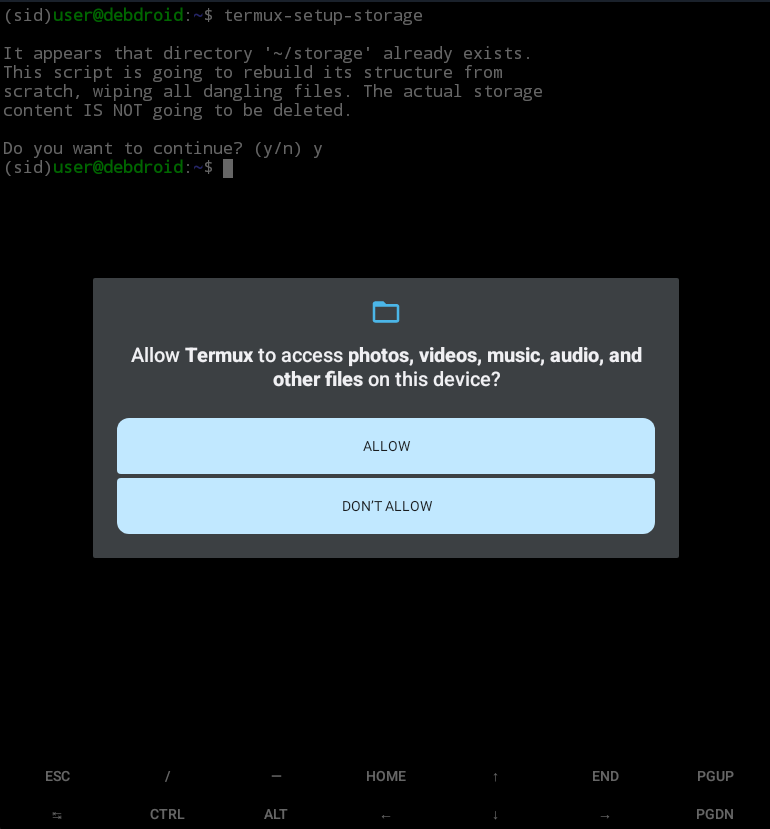 (sid)user@debdroid:~$ termux-setup-storage
It appears that directory '~/storage' already exists.
This script is going to rebuild its structure from
scratch, wiping all dangling files. The actual storage
content IS NOT going to be deleted.
Do you want to continue? (y/n) y
(sid)user@debdroid:~$
Allow Termux to access photos, videos, music, audio, and
other files on this device?
ALLOW
DON'T ALLOW
ESC / — HOME ↑ END PGUP
↹ CTRL ALT ← ↓ → PGDN